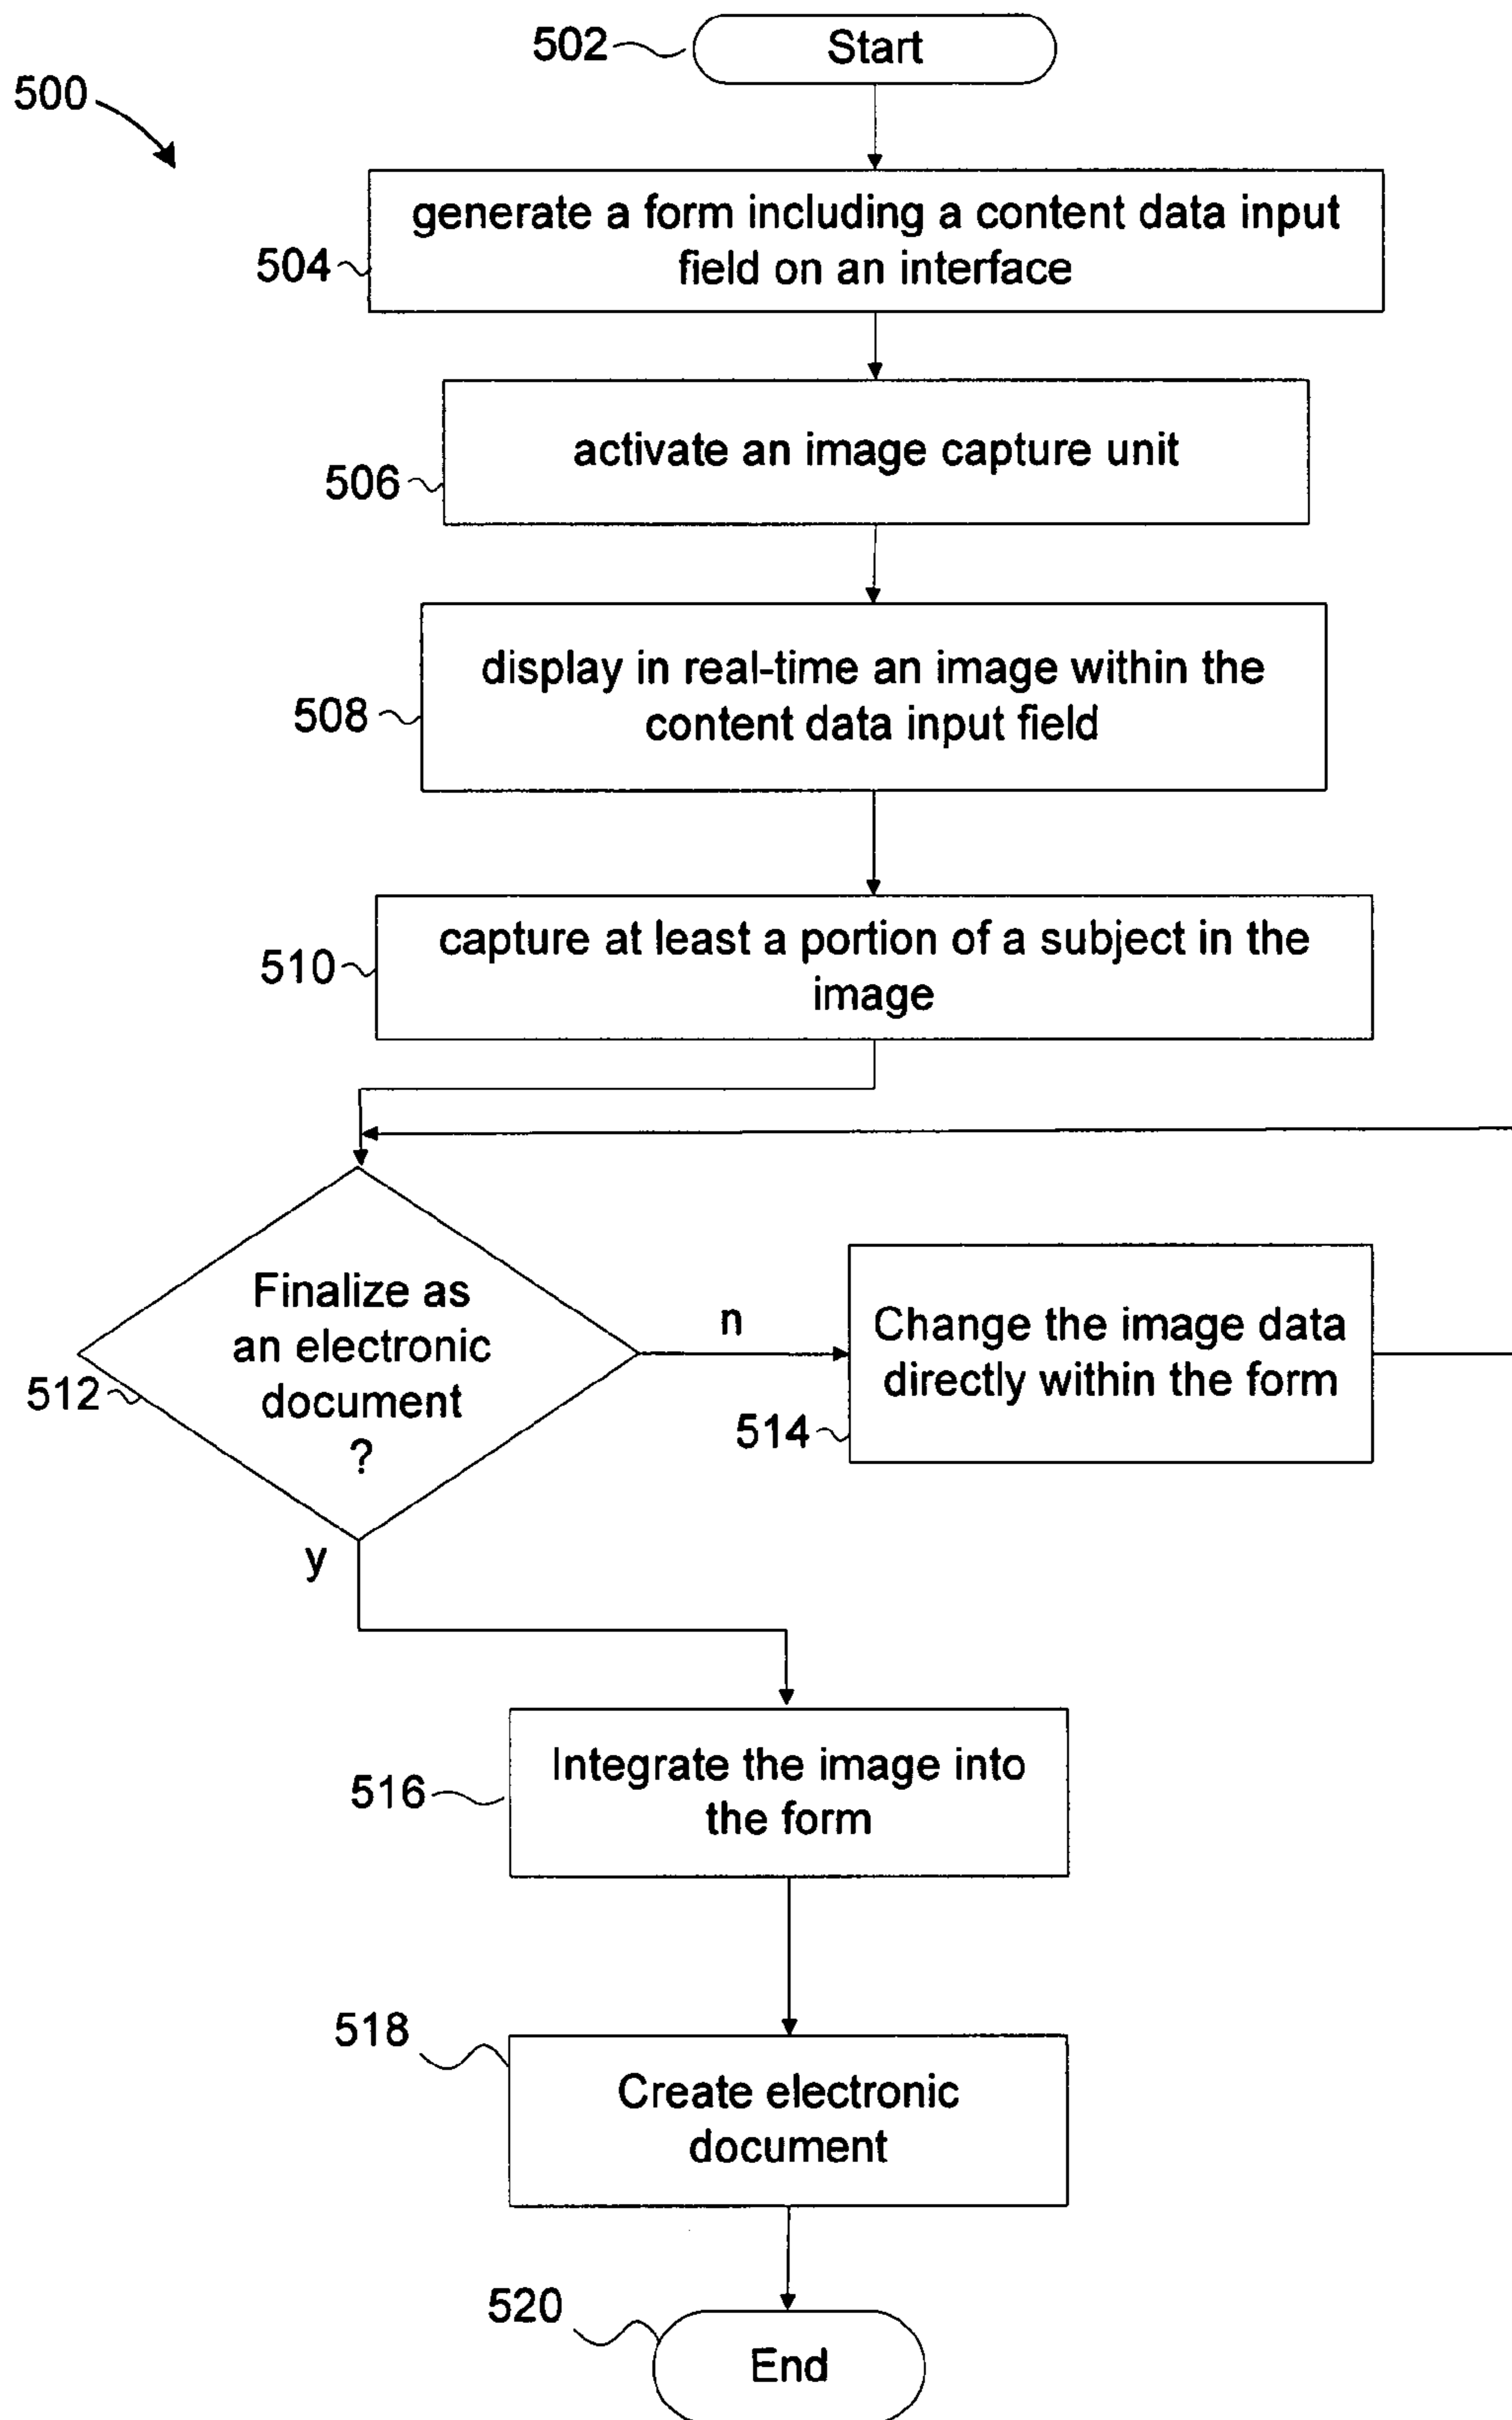 502
Start
500
generate a form including a content data input
field on an interface
504
activate an image capture unit
506
display in real-time an image within the
content data input field
508
capture at least a portion of a subject in the
image
510
Finalize as
an electronic
document
?
512
n
Change the image data
directly within the form
514
y
Integrate the image into
the form
516
518
Create electronic
document
520
End